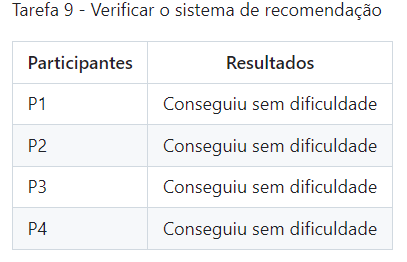 Tarefa 9 - Verificar o sistema de recomendação
Participantes Resultados
P1 Conseguiu sem dificuldade
P2 Conseguiu sem dificuldade
P3 Conseguiu sem dificuldade
P4 Conseguiu sem dificuldade